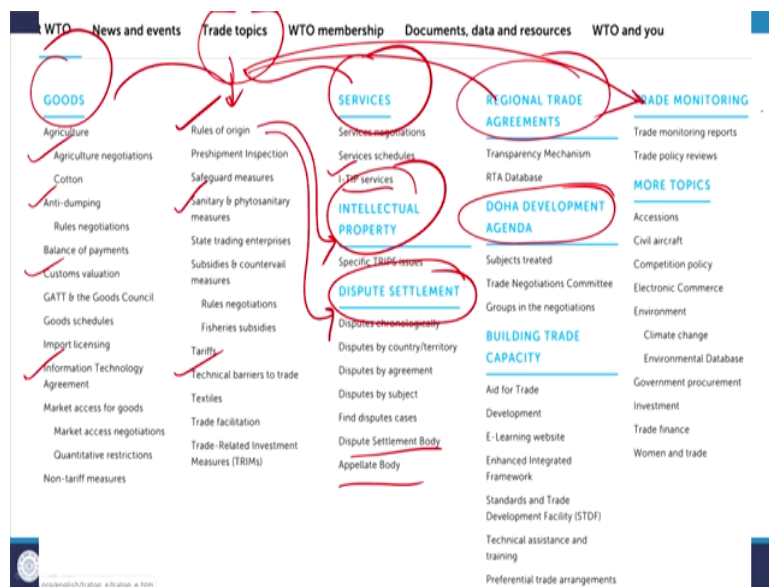 WTO News and events Trade topics WTO membership Documents, data and resources WTO and you
GOODS
Agriculture
Agriculture negotiations
Cotton
Anti-dumping
Rules negotiations
Balance of payments
Customs valuation
GATT & the Goods Council
Goods schedules
Import licensing
Information Technology
Agreement
Market access for goods
Market access negotiations
Quantitative restrictions
Non-tariff measures
Rules of origin
Preshipment Inspection
Safeguard measures
Sanitary & phytosanitary
measures
State trading enterprises
Subsidies & countervail
measures
Rules negotiations
Fisheries subsidies
Tariffs
Technical barriers to trade
Textiles
Trade facilitation
Trade-Related Investment
Measures (TRIMs)
SERVICES
Services negotiations
Services schedules
I-TIP services
INTELLECTUAL
PROPERTY
Specific TRIPS issues
DISPUTE SETTLEMENT
Disputes chronologically
Disputes by country/territory
Disputes by agreement
Disputes by subject
Find disputes cases
Dispute Settlement Body
Appellate Body
REGIONAL TRADE
AGREEMENTS
Transparency Mechanism
RTA Database
DOHA DEVELOPMENT
AGENDA
Subjects treated
Trade Negotiations Committee
Groups in the negotiations
BUILDING TRADE
CAPACITY
Aid for Trade
Development
E-Learning website
Enhanced Integrated
Framework
Standards and Trade
Development Facility (STDF)
Technical assistance and
training
Preferential trade arrangements
TRADE MONITORING
Trade monitoring reports
Trade policy reviews
MORE TOPICS
Accessions
Civil aircraft
Competition policy
Electronic Commerce
Environment
Climate change
Environmental Database
Government procurement
Investment
Trade finance
Women and trade